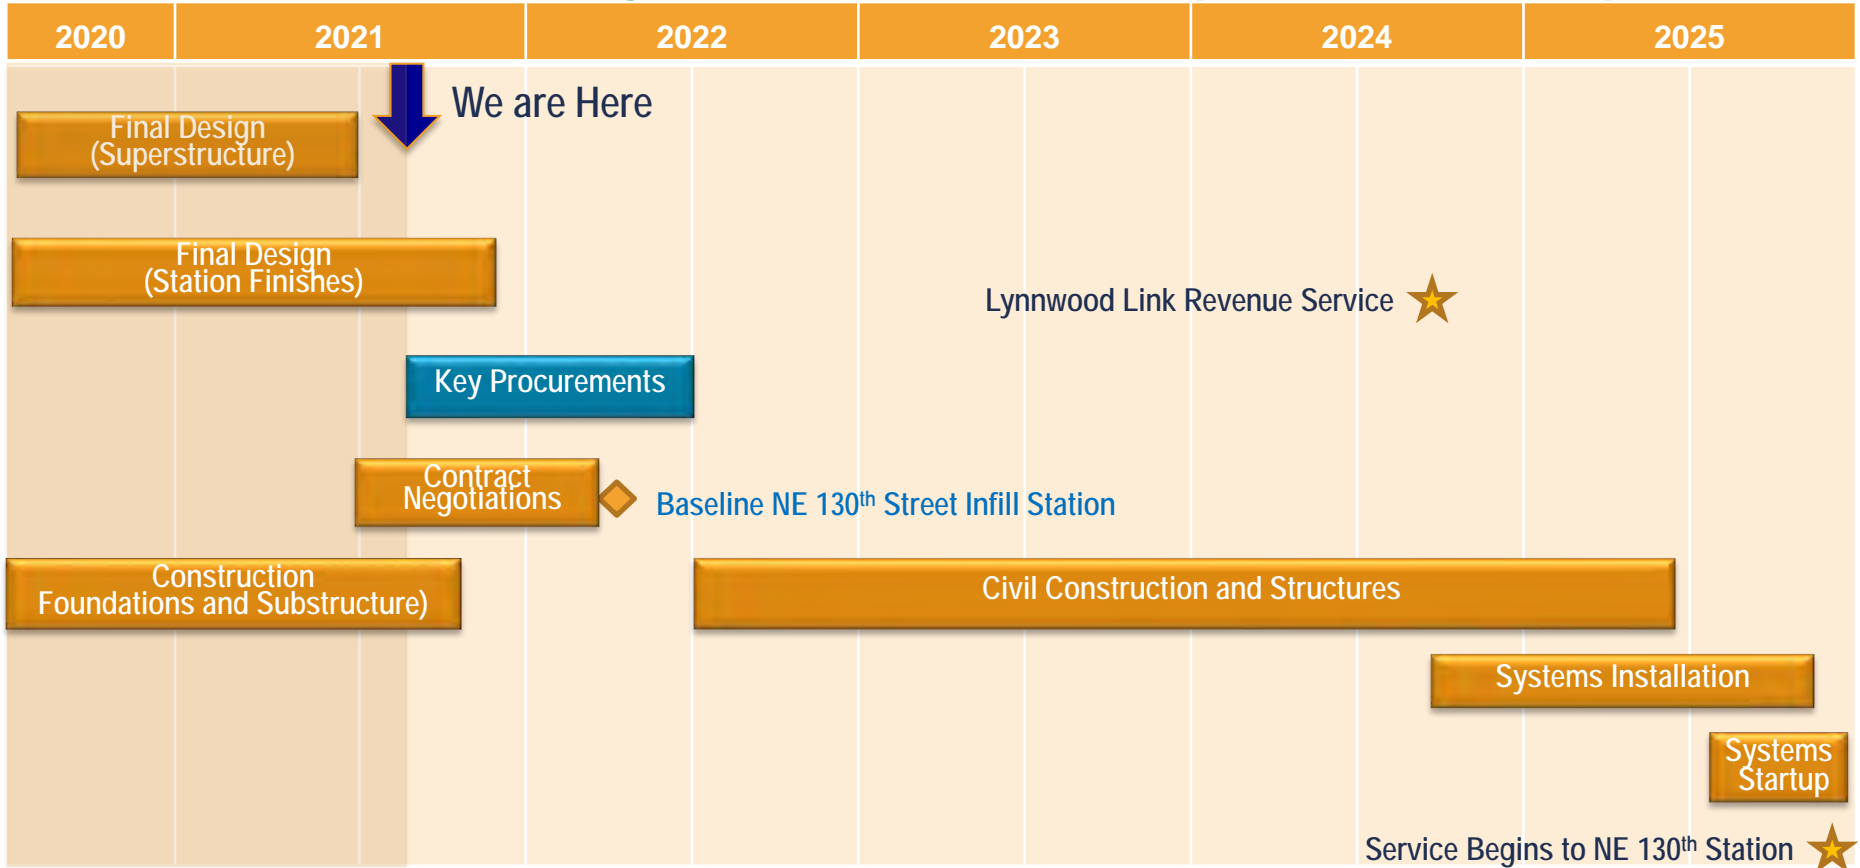 2020 2021 2022 2023 2024 2025
We are Here
Final Design
(Superstructure)
Final Design
(Station Finishes)
Lynnwood Link Revenue Service
Key Procurements
Contract
Negotiations
Baseline NE 130th Street Infill Station
Construction
Foundations and Substructure)
Civil Construction and Structures
Systems Installation
Systems
Startup
Service Begins to NE 130th Station